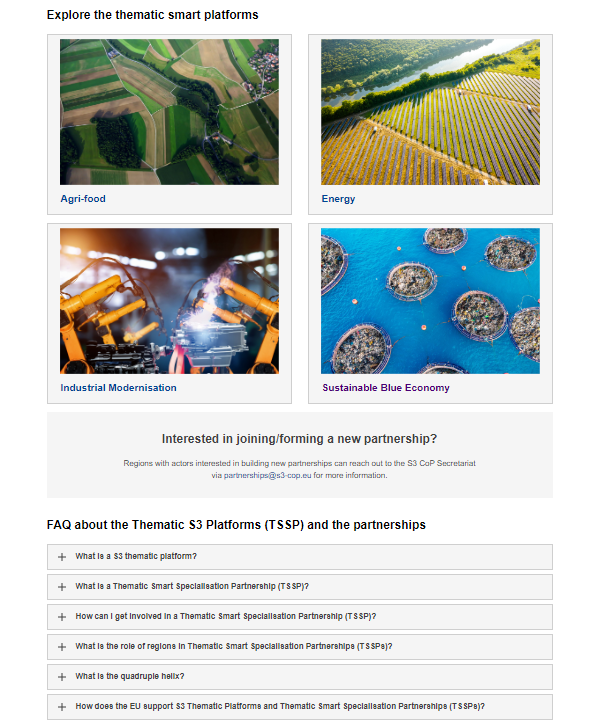 Explore the thematic smart platforms
Agri-food
Energy
Industrial Modernisation
Sustainable Blue Economy
Interested in joining/forming a new partnership?
Regions with actors interested in building new partnerships can reach out to the S3 CoP Secretariat
via partnerships@s3-cop.eu for more information.
FAQ about the Thematic S3 Platforms (TSSP) and the partnerships
What is a S3 thematic platform?
What is a Thematic Smart Specialisation Partnership (TSSP)?
How can I get involved in a Thematic Smart Specialisation Partnership (TSSP)?
What is the role of regions in Thematic Smart Specialisation Partnerships (TSSPs)?
What is the quadruple helix?
How does the EU support S3 Thematic Platforms and Thematic Smart Specialisation Partnerships (TSSPs)?